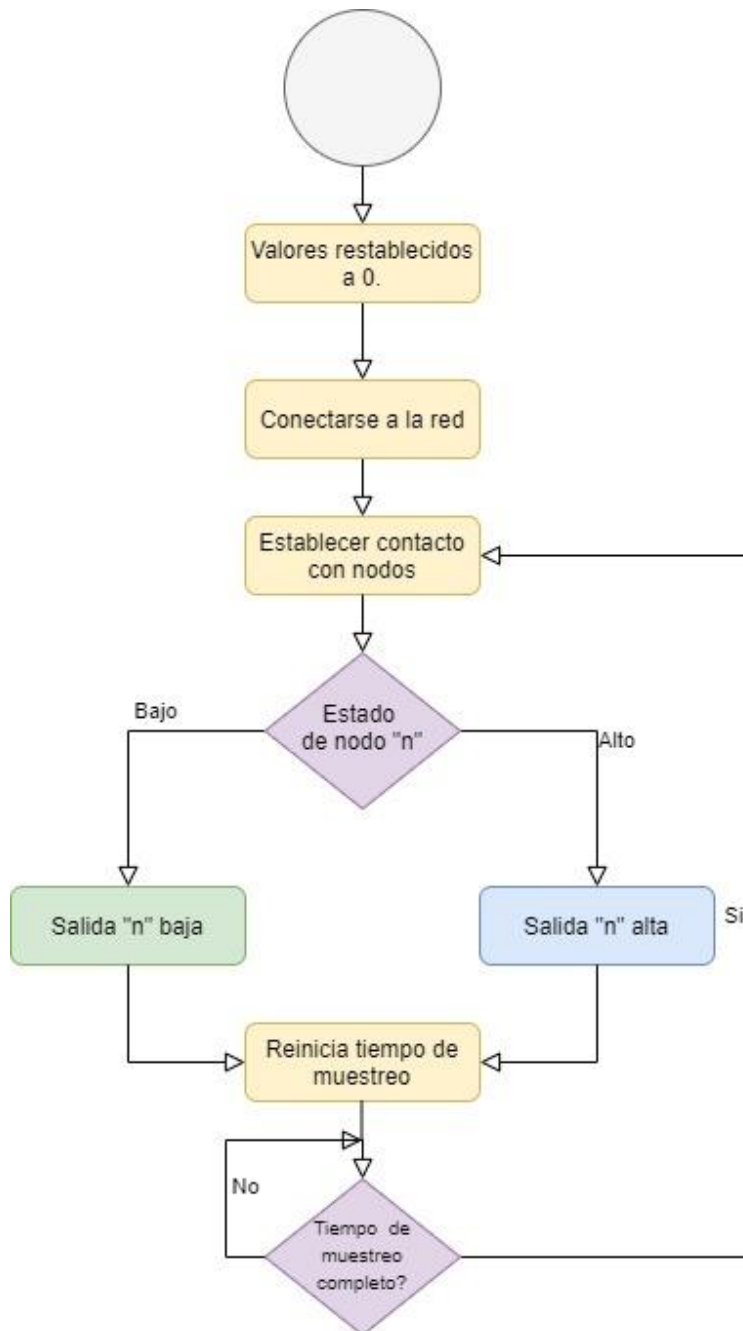 Valores restablecidos
a 0.
Conectarse a la red
Establecer contacto
con nodos
Estado
de nodo "n"
Bajo
Alto
Salida "n" baja
Salida "n" alta
Si
Reinicia tiempo de
muestreo
No
Tiempo de
muestreo
completo?